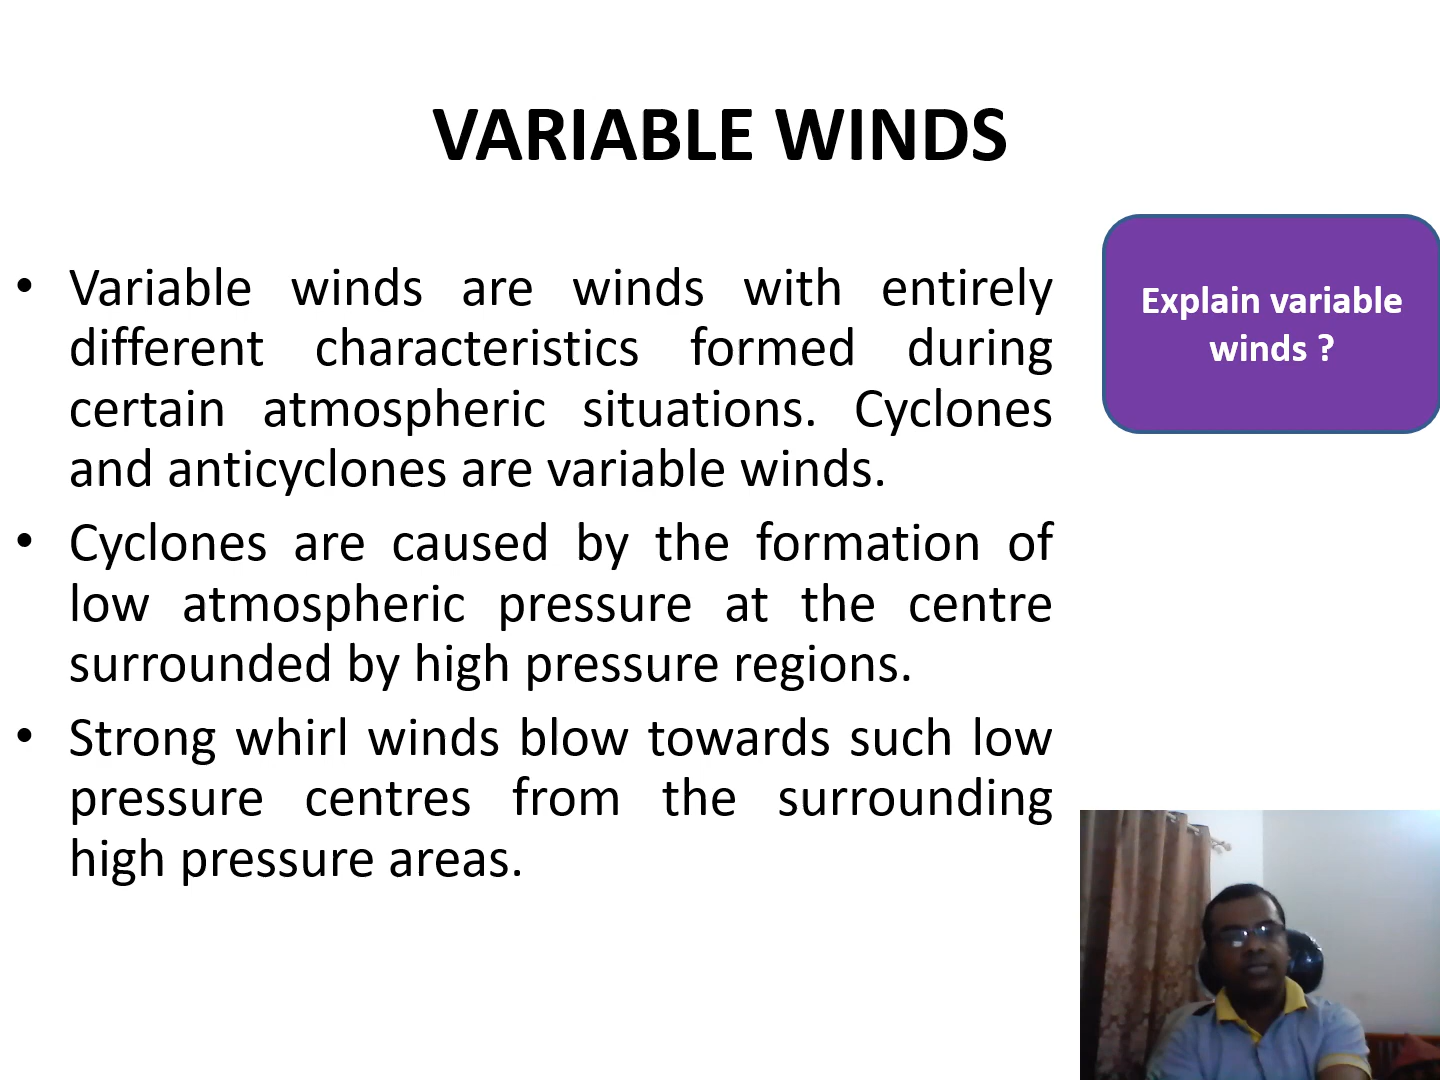 VARIABLE WINDS
• Variable winds are winds with entirely
different characteristics formed during
certain atmospheric situations. Cyclones
and anticyclones are variable winds.
• Cyclones are caused by the formation of
low atmospheric pressure at the centre
surrounded by high pressure regions.
• Strong whirl winds blow towards such low
pressure centres from the surrounding
high pressure areas.
Explain variable
winds ?